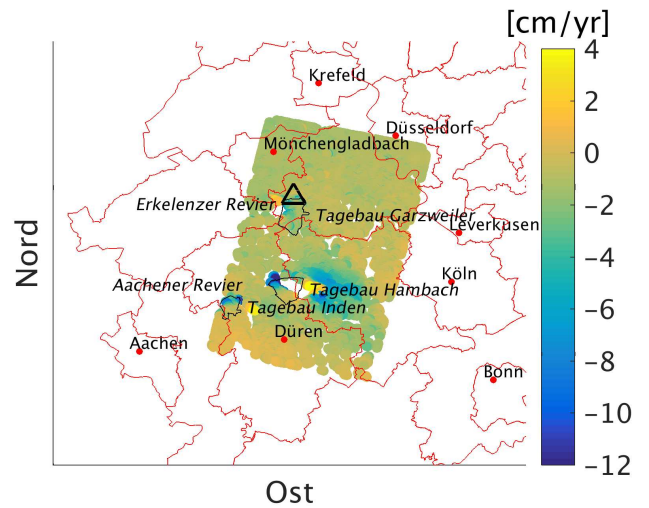 [cm/yr]
4
2
0
−2
−4
−6
−8
−10
−12
Krefeld
Düsseldorf
Mönchengladbach
Erkelenzer Revier
Tagebau Garzweiler
Leverkusen
Köln
Aachener Revier
Tagebau Hambach
Tagebau Inden
Düren
Aachen
Bonn
Nord
Ost